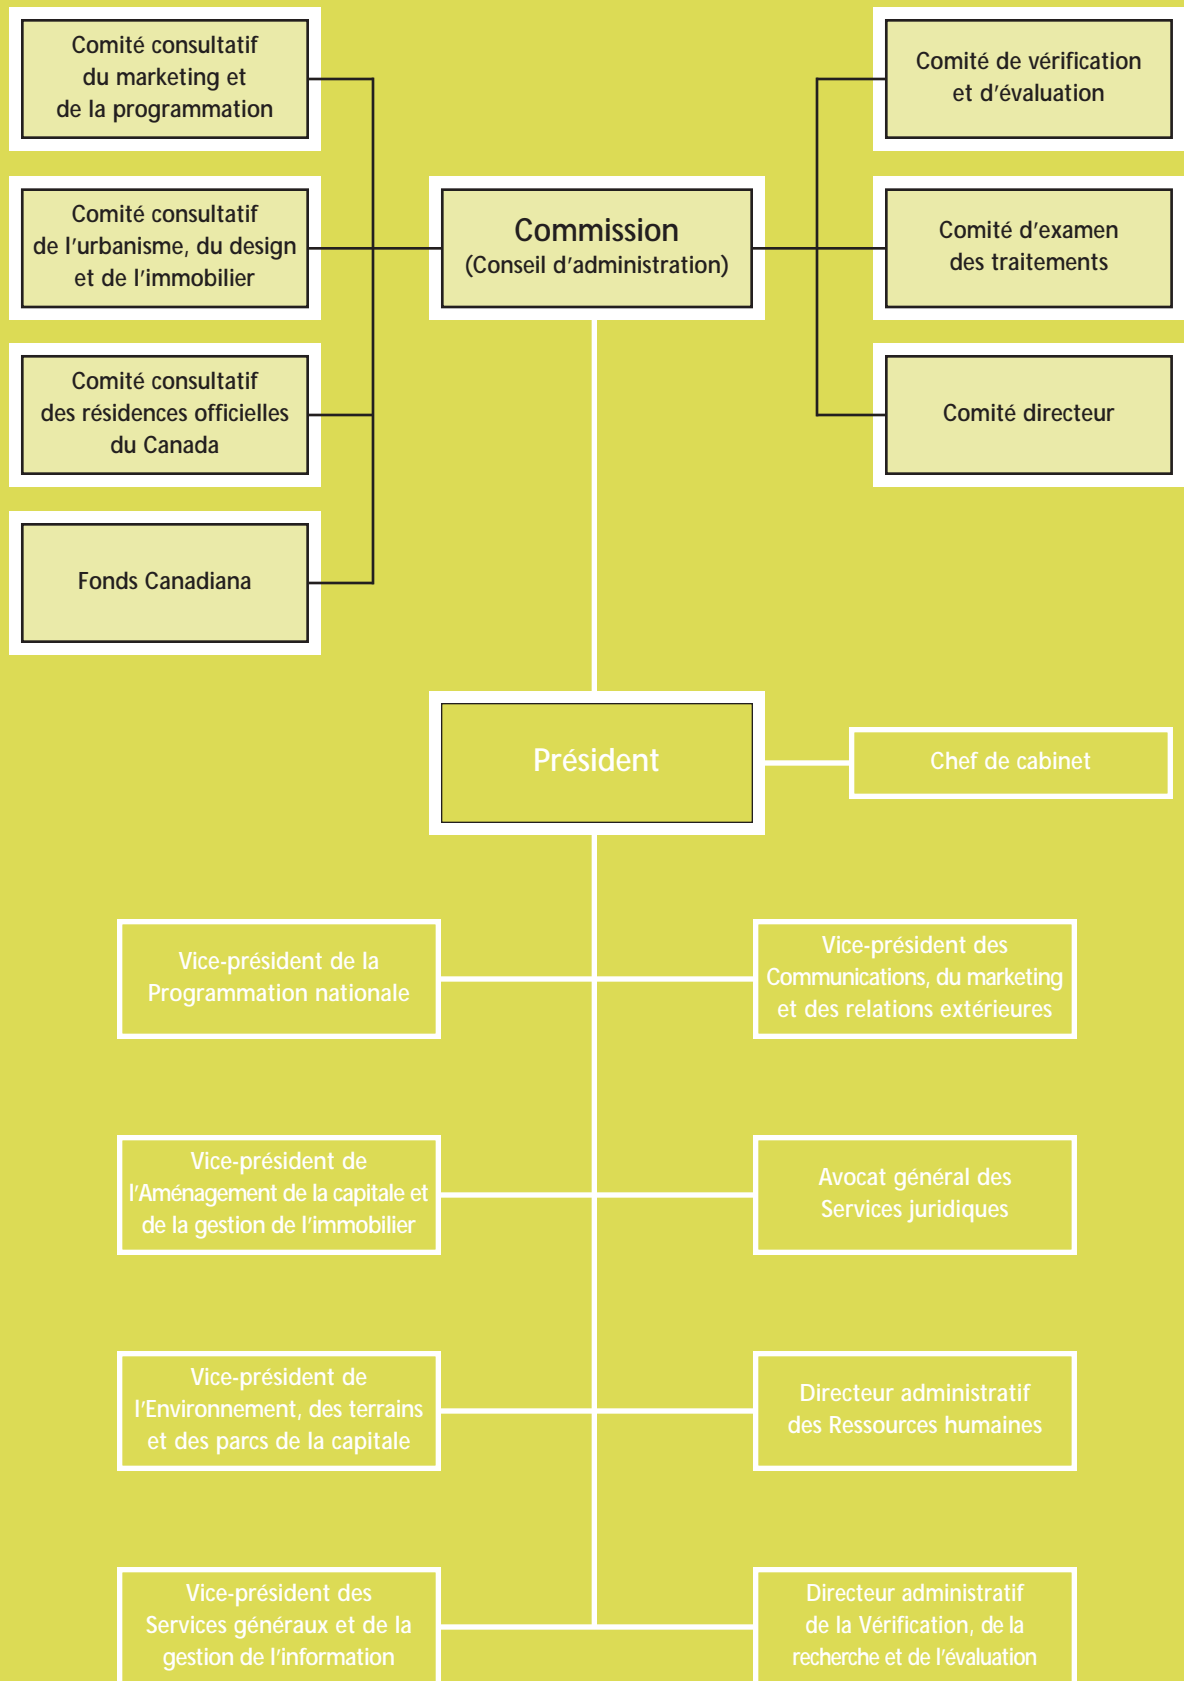 Comité consultatif
du marketing et
de la programmation
Comité de vérification
et d'évaluation
Comité consultatif
de l'urbanisme, du design
et de l'immobilier
Commission
(Conseil d'administration)
Comité d'examen
des traitements
Comité consultatif
des résidences officielles
du Canada
Comité directeur
Fonds Canadiana
Président
Chef de cabinet
Vice-président de la
Programmation nationale
Vice-président des
Communications, du marketing
et des relations extérieures
Vice-président de
l'Aménagement de la capitale et
de la gestion de l'immobilier
Avocat général des
Services juridiques
Vice-président de
l'Environnement, des terrains
et des parcs de la capitale
Directeur administratif
des Ressources humaines
Vice-président des
Services généraux et de la
gestion de l'information
Directeur administratif
de la Vérification, de la
recherche et de l'évaluation